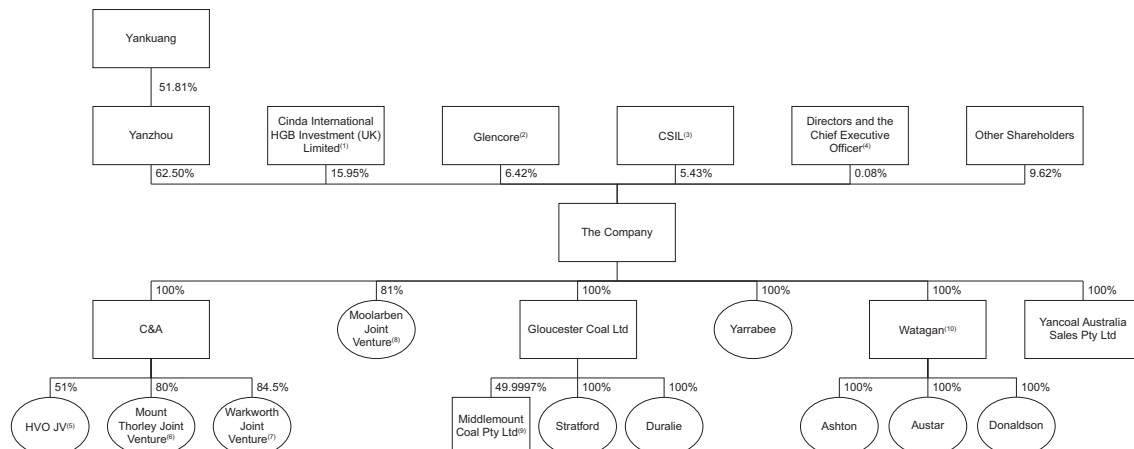 Yankuang
51.81%
Yanzhou
Cinda International
HGB Investment (UK)
Limited(1)
Glencore(2)
CSIL(3)
Directors and the
Chief Executive
Officer(4)
Other Shareholders
62.50%
15.95%
6.42%
5.43%
0.08%
9.62%
The Company
100%
81%
100%
100%
100%
100%
C&A
Moolarben
Joint
Venture(8)
Gloucester Coal Ltd
Yarrabee
Watagan(10)
Yancoal Australia
Sales Pty Ltd
51%
80%
84.5%
49.9997%
100%
100%
100%
100%
100%
HVO JV(5)
Mount
Thorley Joint
Venture(6)
Warkworth
Joint
Venture(7)
Middlemount
Coal Pty Ltd(9)
Stratford
Duralie
Ashton
Austar
Donaldson